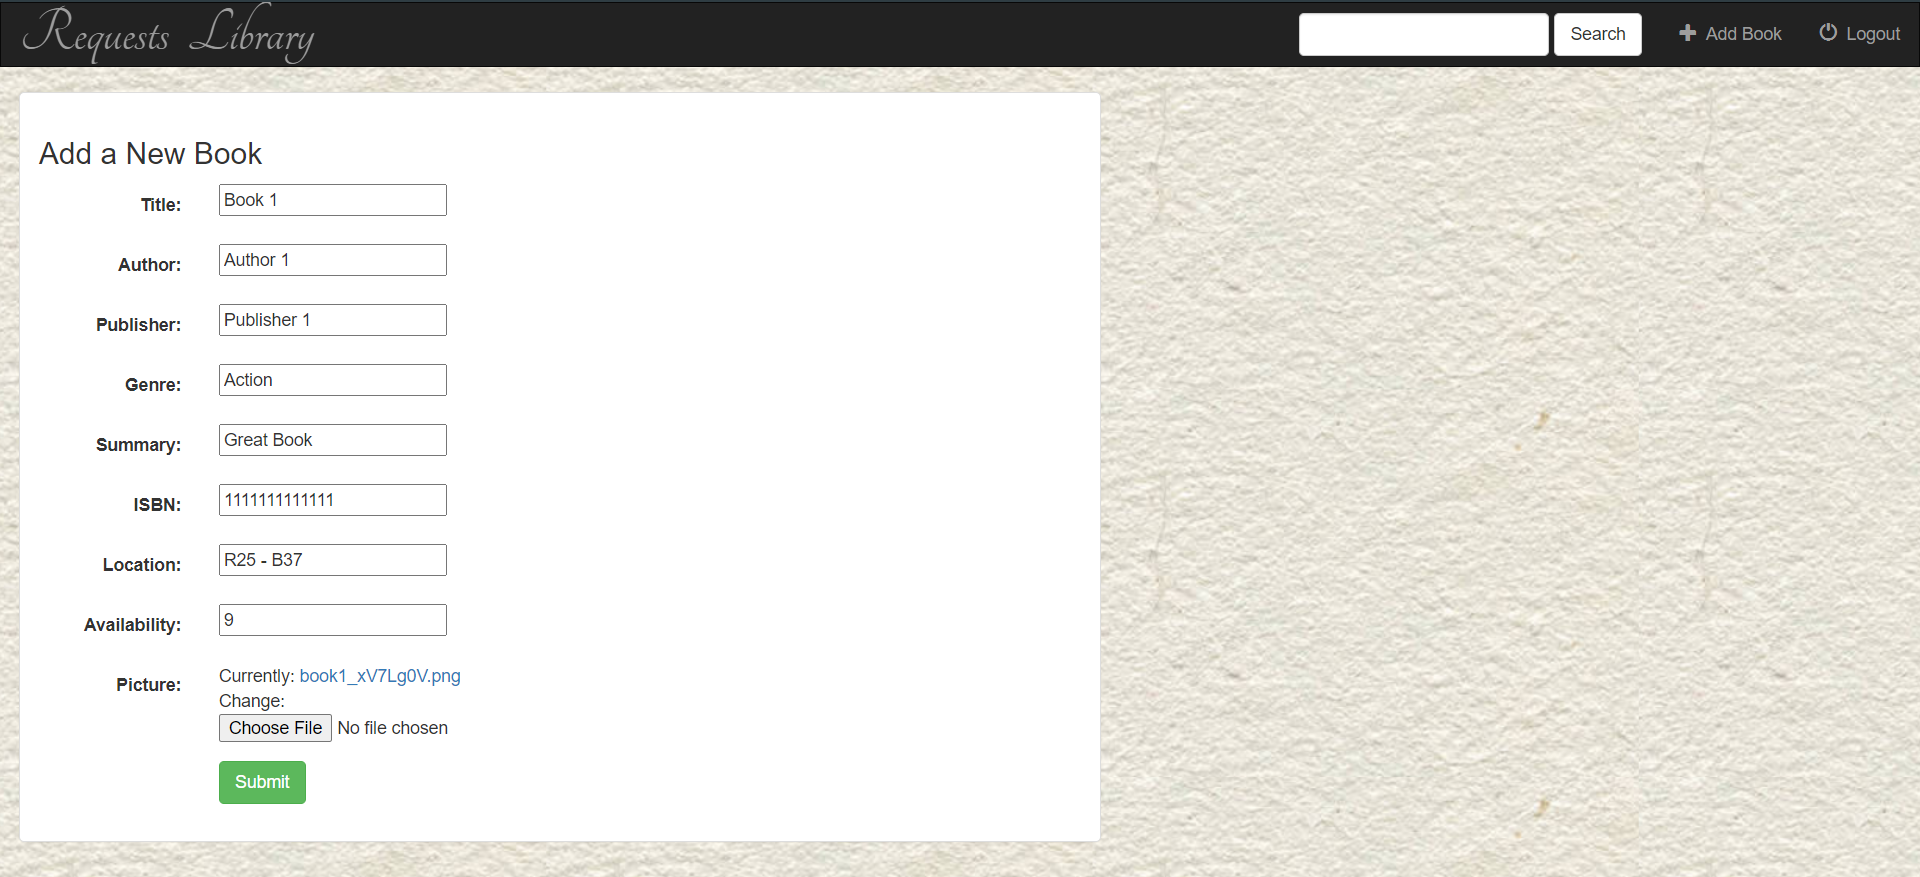 Requests Library
Search
Add Book
Logout
Add a New Book
Title: Book 1
Author: Author 1
Publisher: Publisher 1
Genre: Action
Summary: Great Book
ISBN: 1111111111111
Location: R25 - B37
Availability: 9
Picture: Currently: book1_xV7Lg0V.png
Change:
Choose File No file chosen
Submit